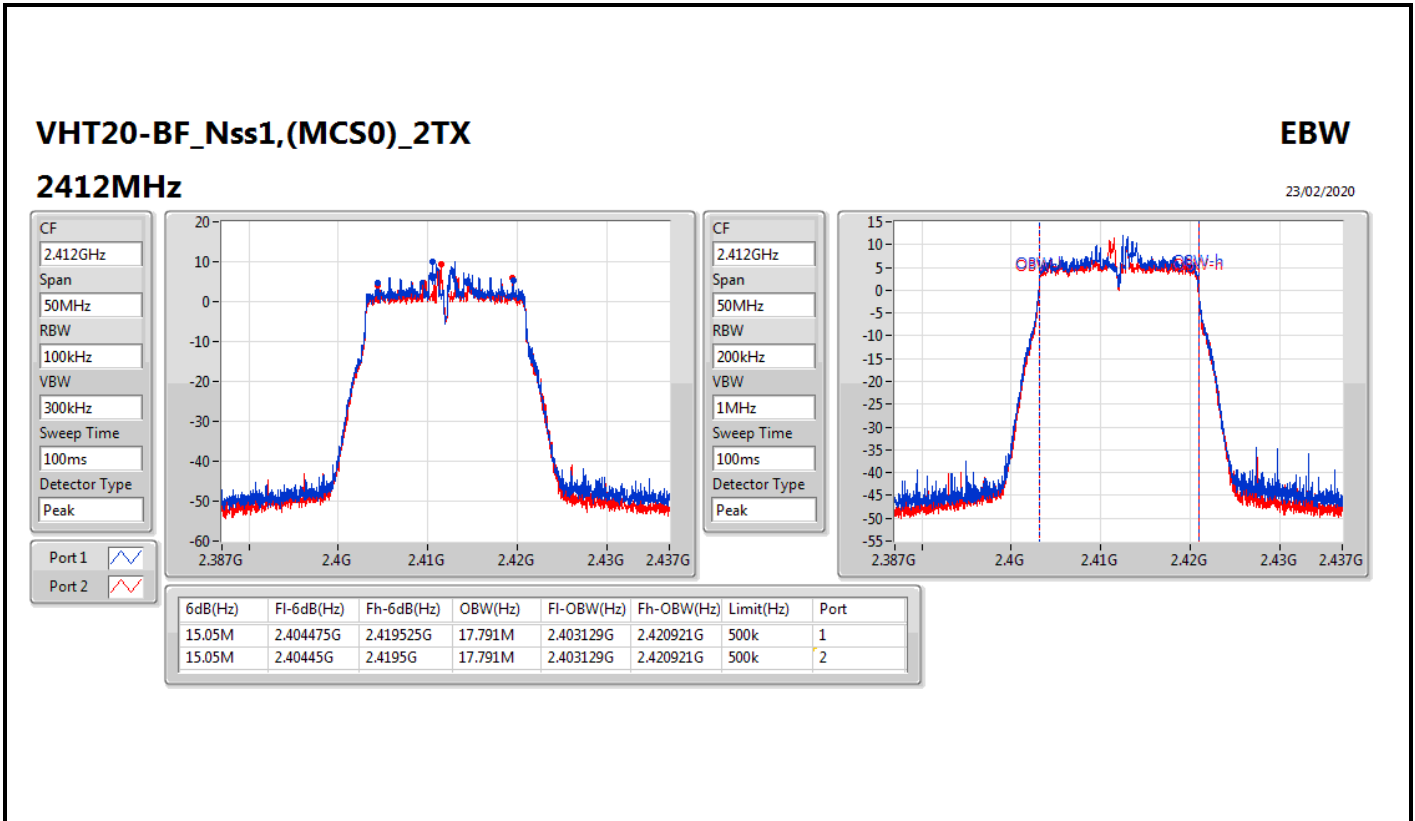 VHT20-BF_Nss1,(MCS0)_2TX
EBW
2412MHz
23/02/2020
CF
2.412GHz
Span
50MHz
RBW
100kHz
VBW
300kHz
Sweep Time
100ms
Detector Type
Peak
Port 1
Port 2
20
10
0
-10
-20
-30
-40
-50
-60
2.387G 2.4G 2.41G 2.42G 2.43G 2.437G
CF
2.412GHz
Span
50MHz
RBW
200kHz
VBW
1MHz
Sweep Time
100ms
Detector Type
Peak
15
10
5
0
-5
-10
-15
-20
-25
-30
-35
-40
-45
-50
-55
OBW-h
2.387G 2.4G 2.41G 2.42G 2.43G 2.437G
6dB(Hz) Fl-6dB(Hz) Fh-6dB(Hz) OBW(Hz) Fl-OBW(Hz) Fh-OBW(Hz) Limit(Hz) Port
15.05M 2.404475G 2.419525G 17.791M 2.403129G 2.420921G 500k 1
15.05M 2.40445G 2.4195G 17.791M 2.403129G 2.420921G 500k 2